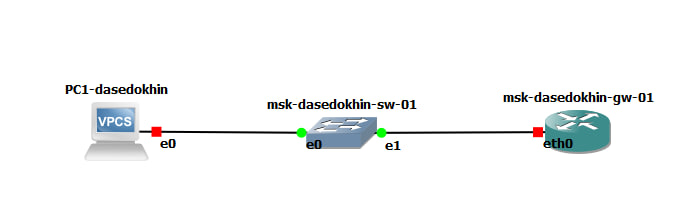 PC1-dasedokhin
msk-dasedokhin-sw-01
msk-dasedokhin-gw-01
VPCS
e0
e0
e1
eth0